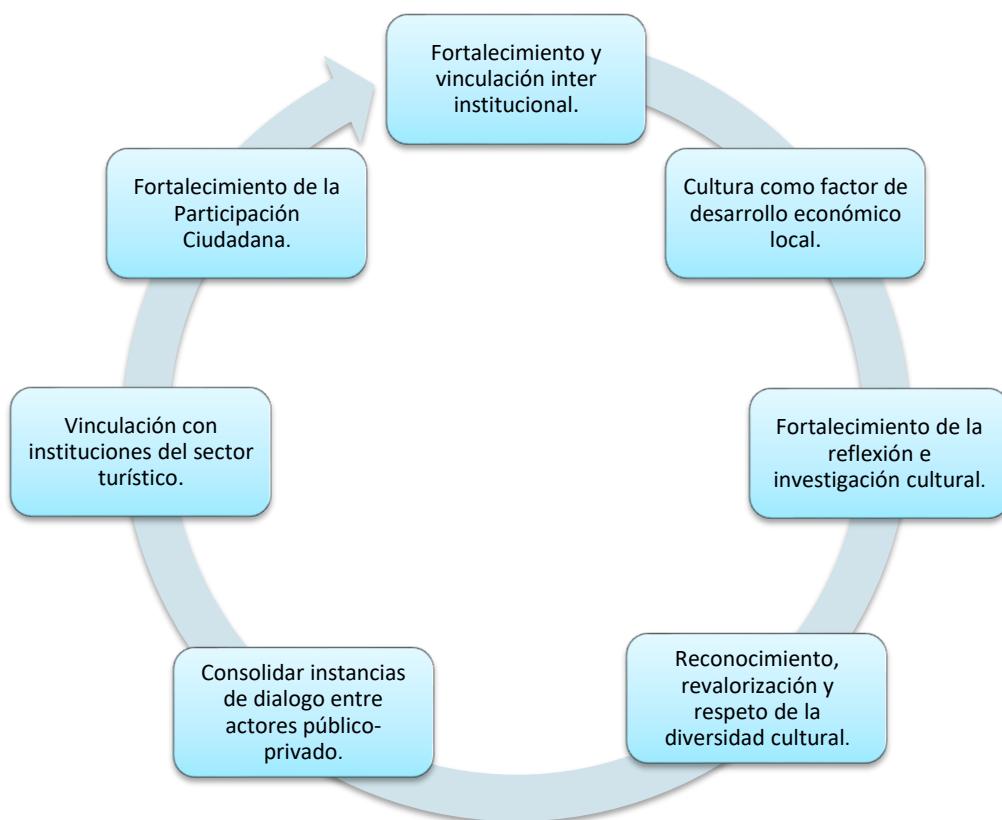 Fortalecimiento y
vinculación inter
institucional.
Cultura como factor de
desarrollo económico
local.
Fortalecimiento de la
reflexión e
investigación cultural.
Reconocimiento,
revalorización y
respeto de la
diversidad cultural.
Consolidar instancias
de dialogo entre
actores público-
privado.
Vinculación con
instituciones del sector
turístico.
Fortalecimiento de la
Participación
Ciudadana.